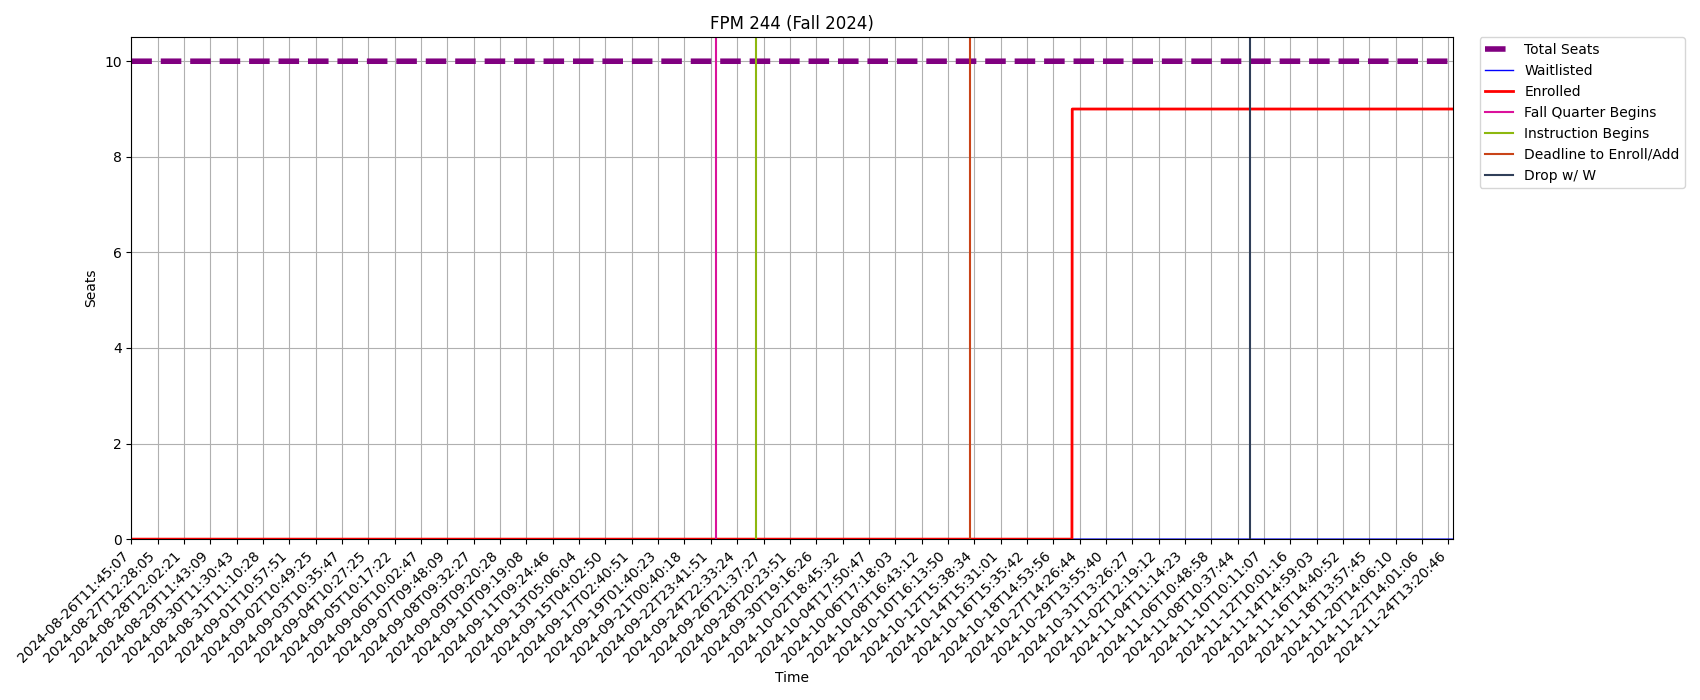 FPM 244 (Fall 2024)
10
8
6
4
2
0
Seats
2024-08-26T11:45:07
2024-08-27T12:28:05
2024-08-28T12:02:21
2024-08-29T11:43:09
2024-08-30T11:30:43
2024-08-31T11:10:28
2024-09-01T10:57:51
2024-09-02T10:49:25
2024-09-03T10:35:47
2024-09-04T10:27:25
2024-09-05T10:17:22
2024-09-06T10:02:47
2024-09-07T09:48:09
2024-09-08T09:32:27
2024-09-09T09:20:28
2024-09-10T09:19:08
2024-09-11T09:24:46
2024-09-13T05:06:04
2024-09-15T04:02:50
2024-09-17T02:40:51
2024-09-19T01:40:23
2024-09-21T00:40:18
2024-09-22T23:41:51
2024-09-24T22:33:24
2024-09-26T21:37:27
2024-09-28T20:23:51
2024-09-30T19:16:26
2024-10-02T18:45:32
2024-10-04T17:50:47
2024-10-06T17:18:03
2024-10-08T16:43:12
2024-10-10T16:13:50
2024-10-12T15:38:34
2024-10-14T15:31:01
2024-10-16T15:35:42
2024-10-18T14:53:56
2024-10-27T14:26:44
2024-10-29T13:55:40
2024-10-31T13:26:27
2024-11-02T12:19:12
2024-11-04T11:14:23
2024-11-06T10:48:58
2024-11-08T10:37:44
2024-11-10T10:11:07
2024-11-12T10:01:16
2024-11-14T14:59:03
2024-11-16T14:40:52
2024-11-18T13:57:45
2024-11-20T14:06:10
2024-11-22T14:01:06
2024-11-24T13:20:46
Time
Total Seats
Waitlisted
Enrolled
Fall Quarter Begins
Instruction Begins
Deadline to Enroll/Add
Drop w/ W